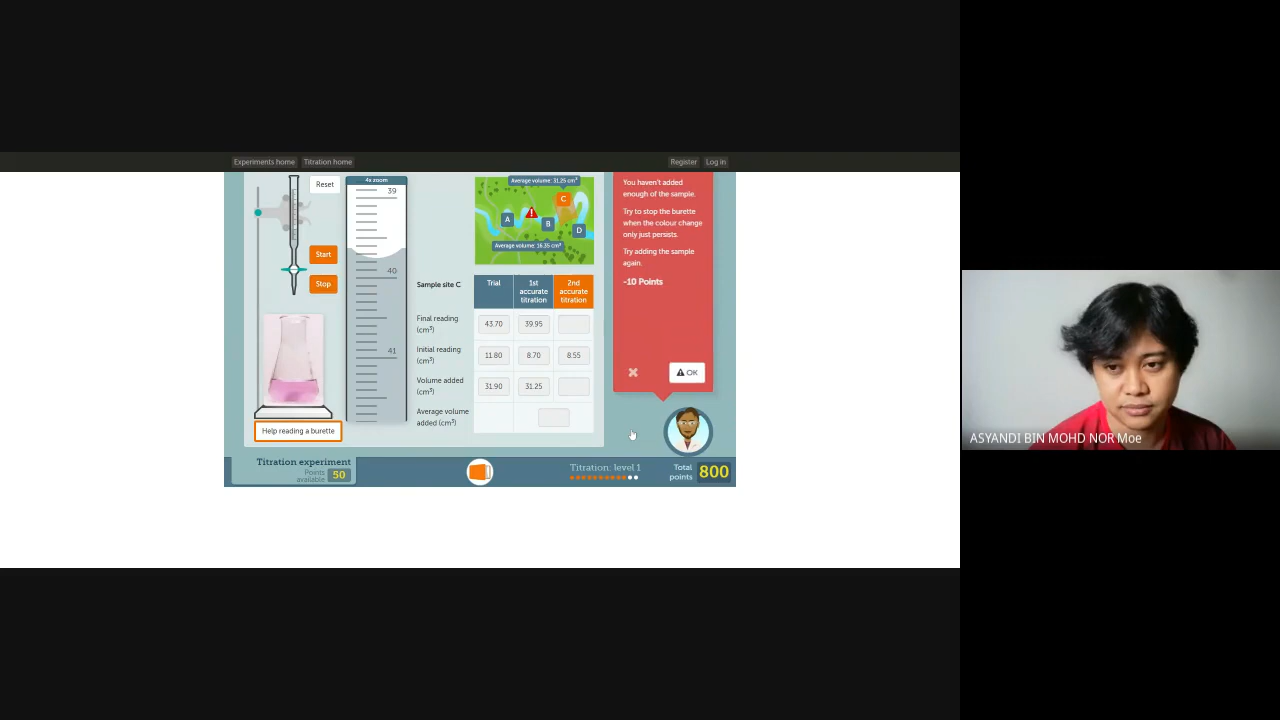 Experiments home
Titration home
Register
Log in
Reset
4x zoom
39
40
41
Start
Stop
Help reading a burette
Average volume: 31.25 cm³
C
A
B
D
Average volume: 16.35 cm³
Sample site C
Trial
1st accurate titration
2nd accurate titration
Final reading (cm³)
43.70
39.95
Initial reading (cm³)
11.80
8.70
8.55
Volume added (cm³)
31.90
31.25
Average volume added (cm³)
You haven't added
enough of the sample.
Try to stop the burette
when the colour change
only just persists.
Try adding the sample
again.
-10 Points
OK
Titration experiment
Points available 50
Titration: level 1
Total points 800
ASYANDI BIN MOHD NOR Moe